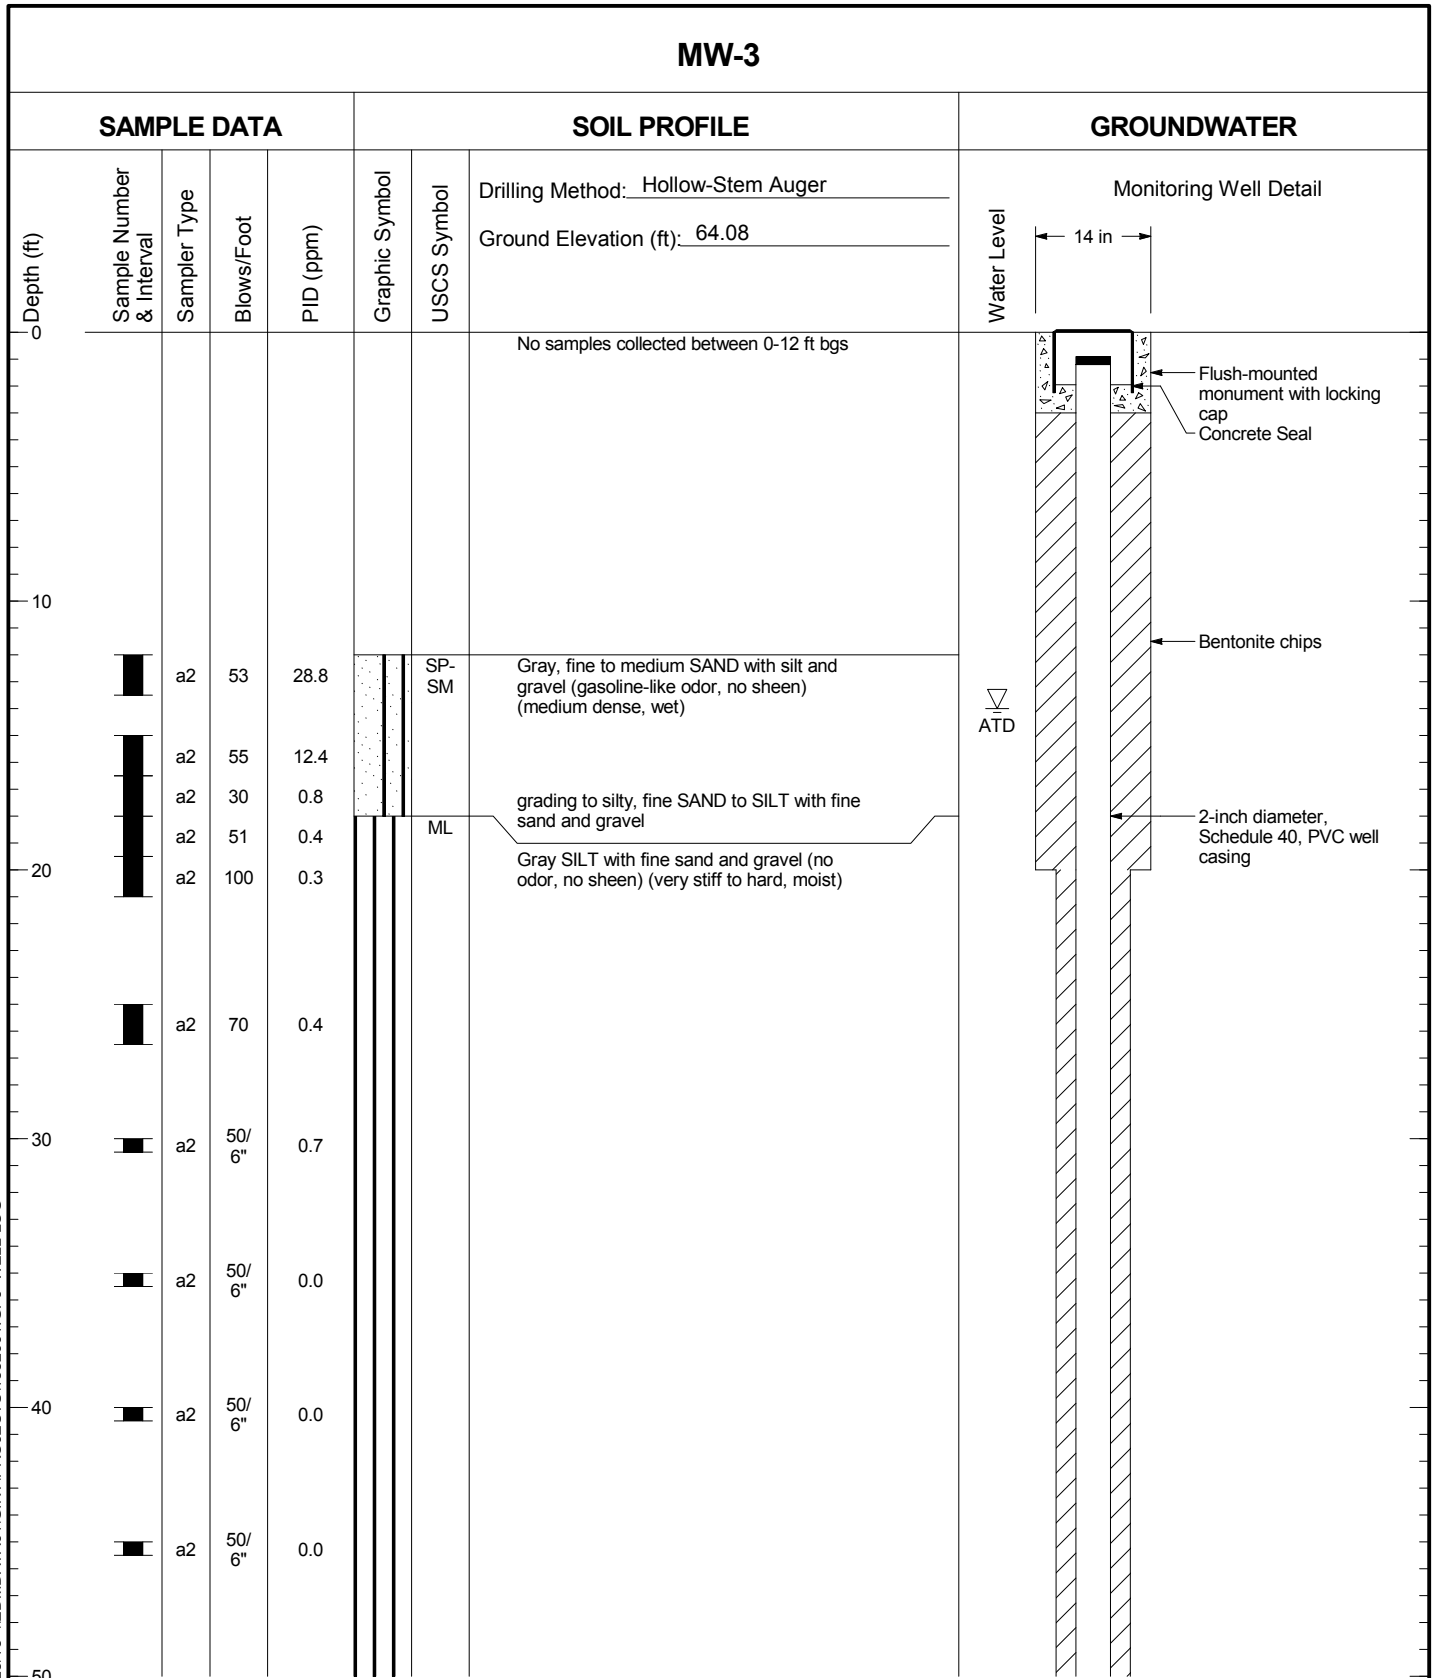 MW-3
SAMPLE DATA
SOIL PROFILE
GROUNDWATER
Depth (ft)
Sample Number
& Interval
Sampler Type
Blows/Foot
PID (ppm)
Graphic Symbol
USCS Symbol
Drilling Method: Hollow-Stem Auger
Ground Elevation (ft): 64.08
Water Level
Monitoring Well Detail
14 in
0
No samples collected between 0-12 ft bgs
Flush-mounted
monument with locking
cap
Concrete Seal
10
Bentonite chips
a2 53 28.8
SP-
SM
Gray, fine to medium SAND with silt and
gravel (gasoline-like odor, no sheen)
(medium dense, wet)
ATD
a2 55 12.4
a2 30 0.8
grading to silty, fine SAND to SILT with fine
sand and gravel
2-inch diameter,
Schedule 40, PVC well
casing
a2 51 0.4
ML
20
a2 100 0.3
Gray SILT with fine sand and gravel (no
odor, no sheen) (very stiff to hard, moist)
a2 70 0.4
30
a2 50/
6" 0.7
a2 50/
6" 0.0
40
a2 50/
6" 0.0
a2 50/
6" 0.0
50